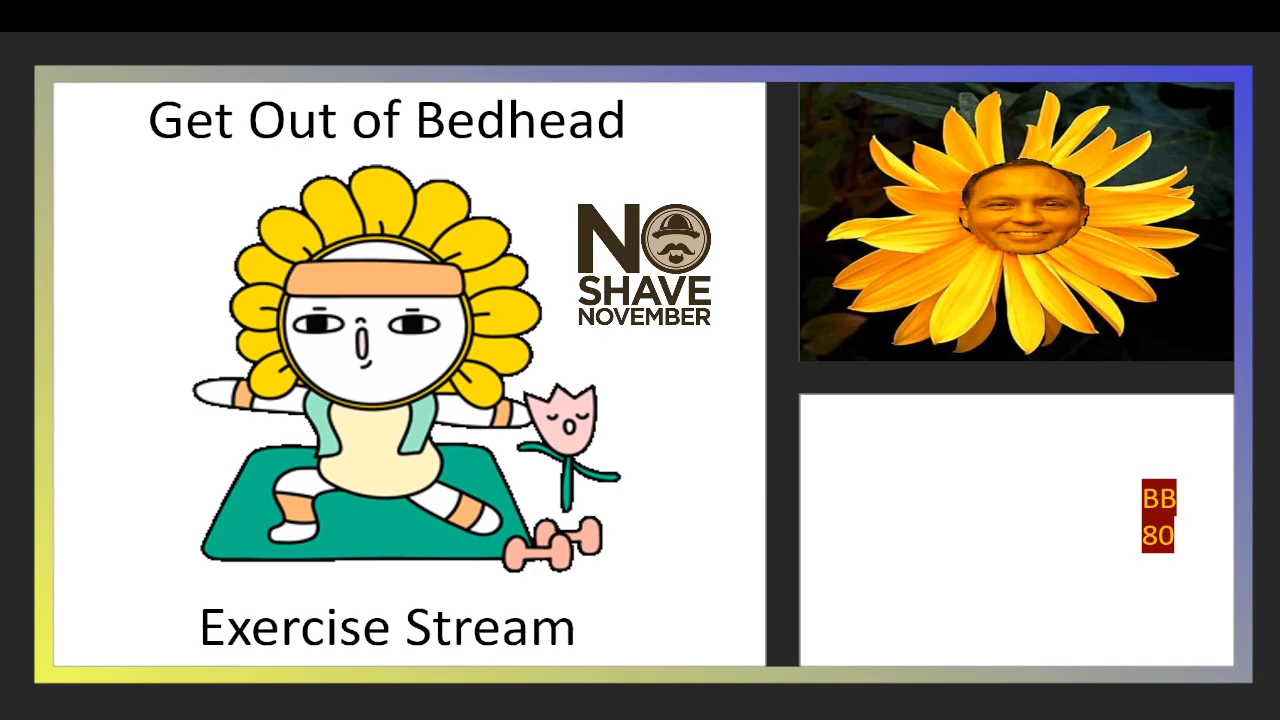 Get Out of Bedhead
NO
SHAVE
NOVEMBER
Exercise Stream
BB
80